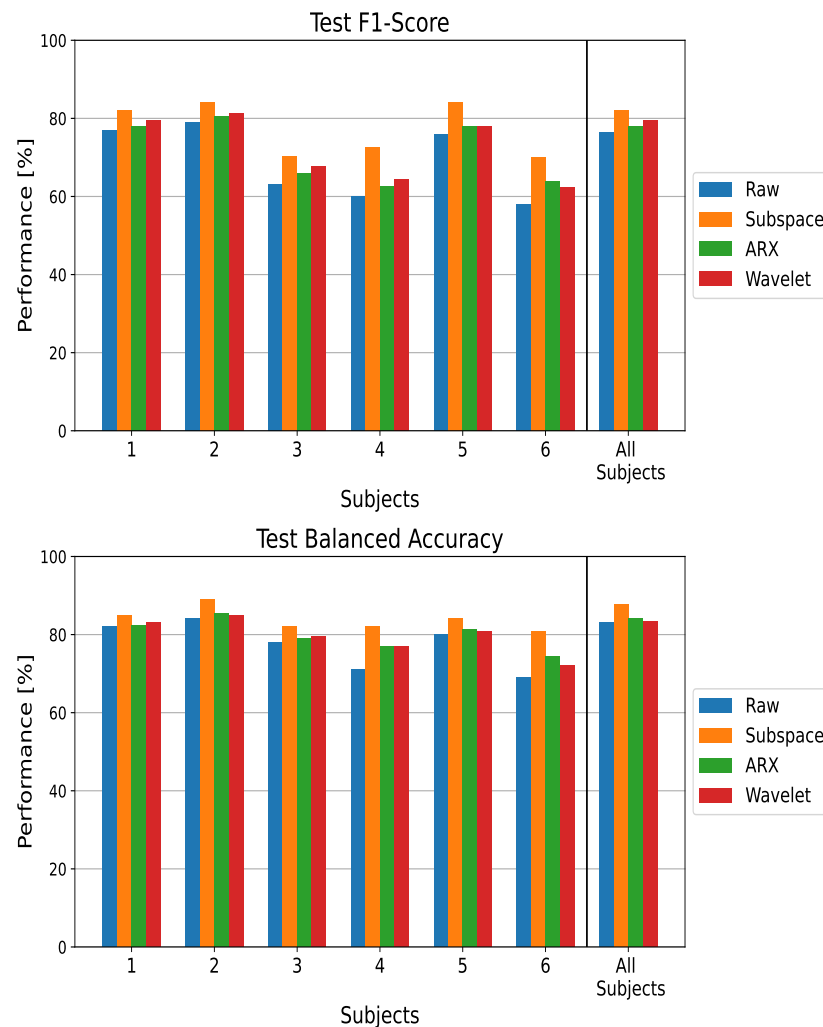 Test F1-Score
100
80
60
40
20
0
Performance [%]
1 2 3 4 5 6 All
Subjects
Subjects
Raw
Subspace
ARX
Wavelet
Test Balanced Accuracy
100
80
60
40
20
0
Performance [%]
1 2 3 4 5 6 All
Subjects
Subjects
Raw
Subspace
ARX
Wavelet